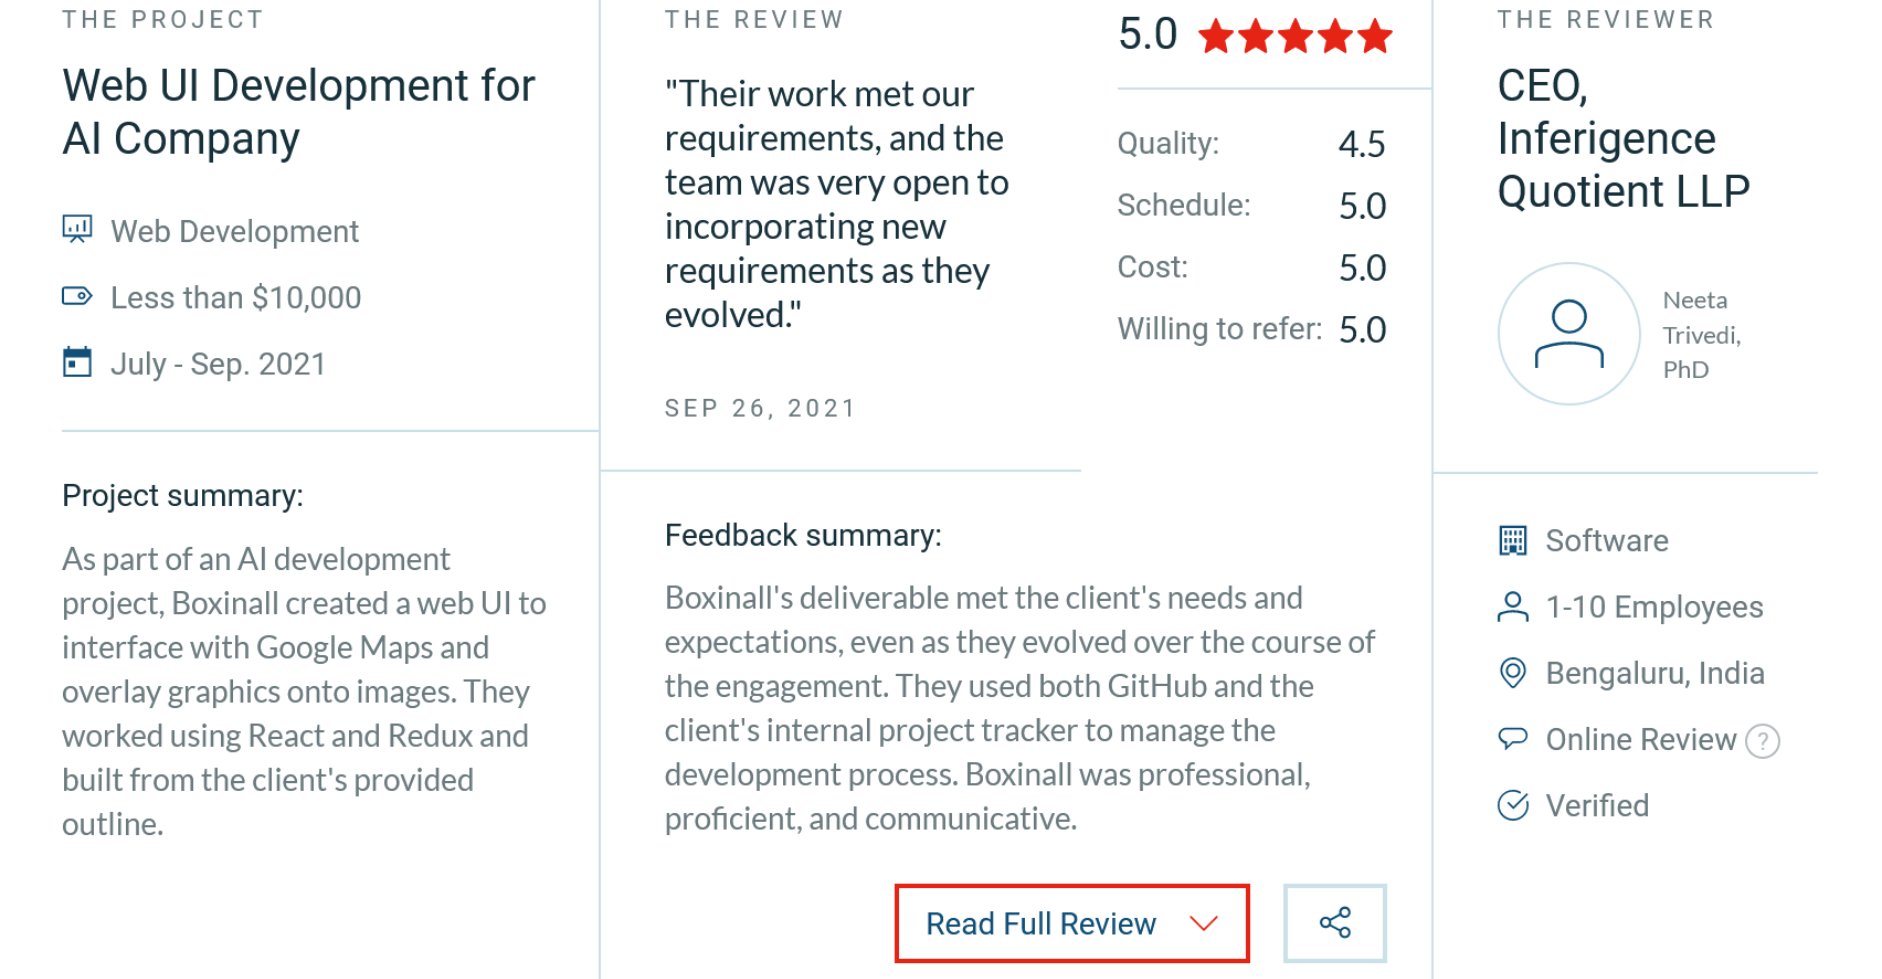 THE PROJECT
Web UI Development for
AI Company
Web Development
Less than $10,000
July - Sep. 2021
Project summary:
As part of an AI development
project, Boxinall created a web UI to
interface with Google Maps and
overlay graphics onto images. They
worked using React and Redux and
built from the client's provided
outline.
THE REVIEW
"Their work met our
requirements, and the
team was very open to
incorporating new
requirements as they
evolved."
SEP 26, 2021
5.0
Quality: 4.5
Schedule: 5.0
Cost: 5.0
Willing to refer: 5.0
Feedback summary:
Boxinall's deliverable met the client's needs and
expectations, even as they evolved over the course of
the engagement. They used both GitHub and the
client's internal project tracker to manage the
development process. Boxinall was professional,
proficient, and communicative.
Read Full Review
THE REVIEWER
CEO,
Inferigence
Quotient LLP
Neeta
Trivedi,
PhD
Software
1-10 Employees
Bengaluru, India
Online Review ?
Verified